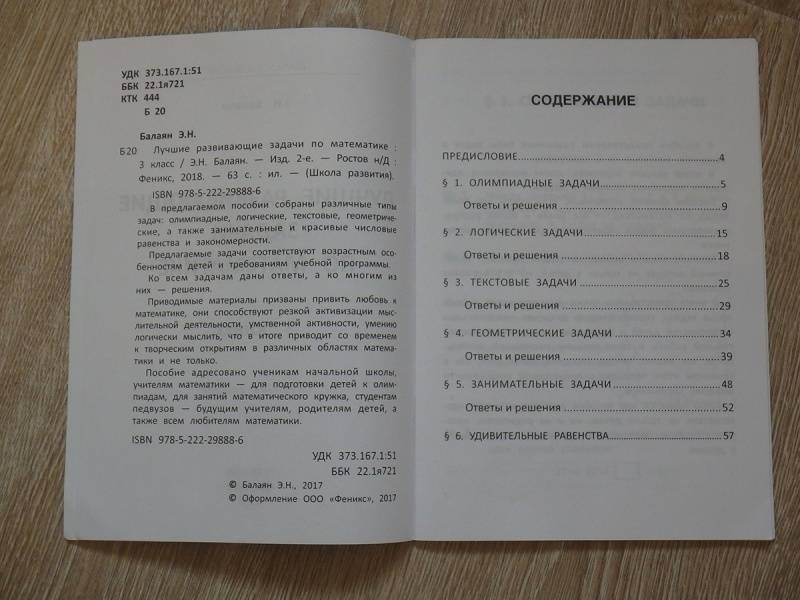 УДК 373.167.1:51
ББК 22.1я721
КТК 444
Б 20
Балаян Э.Н.
Б20 Лучшие развивающие задачи по математике :
3 класс / Э.Н. Балаян. — Изд. 2-е. — Ростов н/Д :
Феникс, 2018. — 63 с. : ил. — (Школа развития).
ISBN 978-5-222-29888-6
В предлагаемом пособии собраны различные типы
задач: олимпиадные, логические, текстовые, геометриче-
ские, а также занимательные и красивые числовые
равенства и закономерности.
Предлагаемые задачи соответствуют возрастным осо-
бенностям детей и требованиям учебной программы.
Ко всем задачам даны ответы, а ко многим из
них — решения.
Приводимые материалы призваны привить любовь к
математике, они способствуют резкой активизации мыс-
лительной деятельности, умственной активности, умению
логически мыслить, что в итоге приводит со временем
к творческим открытиям в различных областях матема-
тики и не только.
Пособие адресовано ученикам начальной школы,
учителям математики — для подготовки детей к олим-
пиадам, для занятий математического кружка, студентам
педвузов — будущим учителям, родителям детей, а
также всем любителям математики.
ISBN 978-5-222-29888-6
УДК 373.167.1:51
ББК 22.1я721
© Балаян Э.Н., 2017
© Оформление ООО «Феникс», 2017
СОДЕРЖАНИЕ
ПРЕДИСЛОВИЕ 4
§ 1. ОЛИМПИАДНЫЕ ЗАДАЧИ 5
Ответы и решения 9
§ 2. ЛОГИЧЕСКИЕ ЗАДАЧИ 15
Ответы и решения 18
§ 3. ТЕКСТОВЫЕ ЗАДАЧИ 25
Ответы и решения 29
§ 4. ГЕОМЕТРИЧЕСКИЕ ЗАДАЧИ 34
Ответы и решения 39
§ 5. ЗАНИМАТЕЛЬНЫЕ ЗАДАЧИ 48
Ответы и решения 52
§ 6. УДИВИТЕЛЬНЫЕ РАВЕНСТВА 57